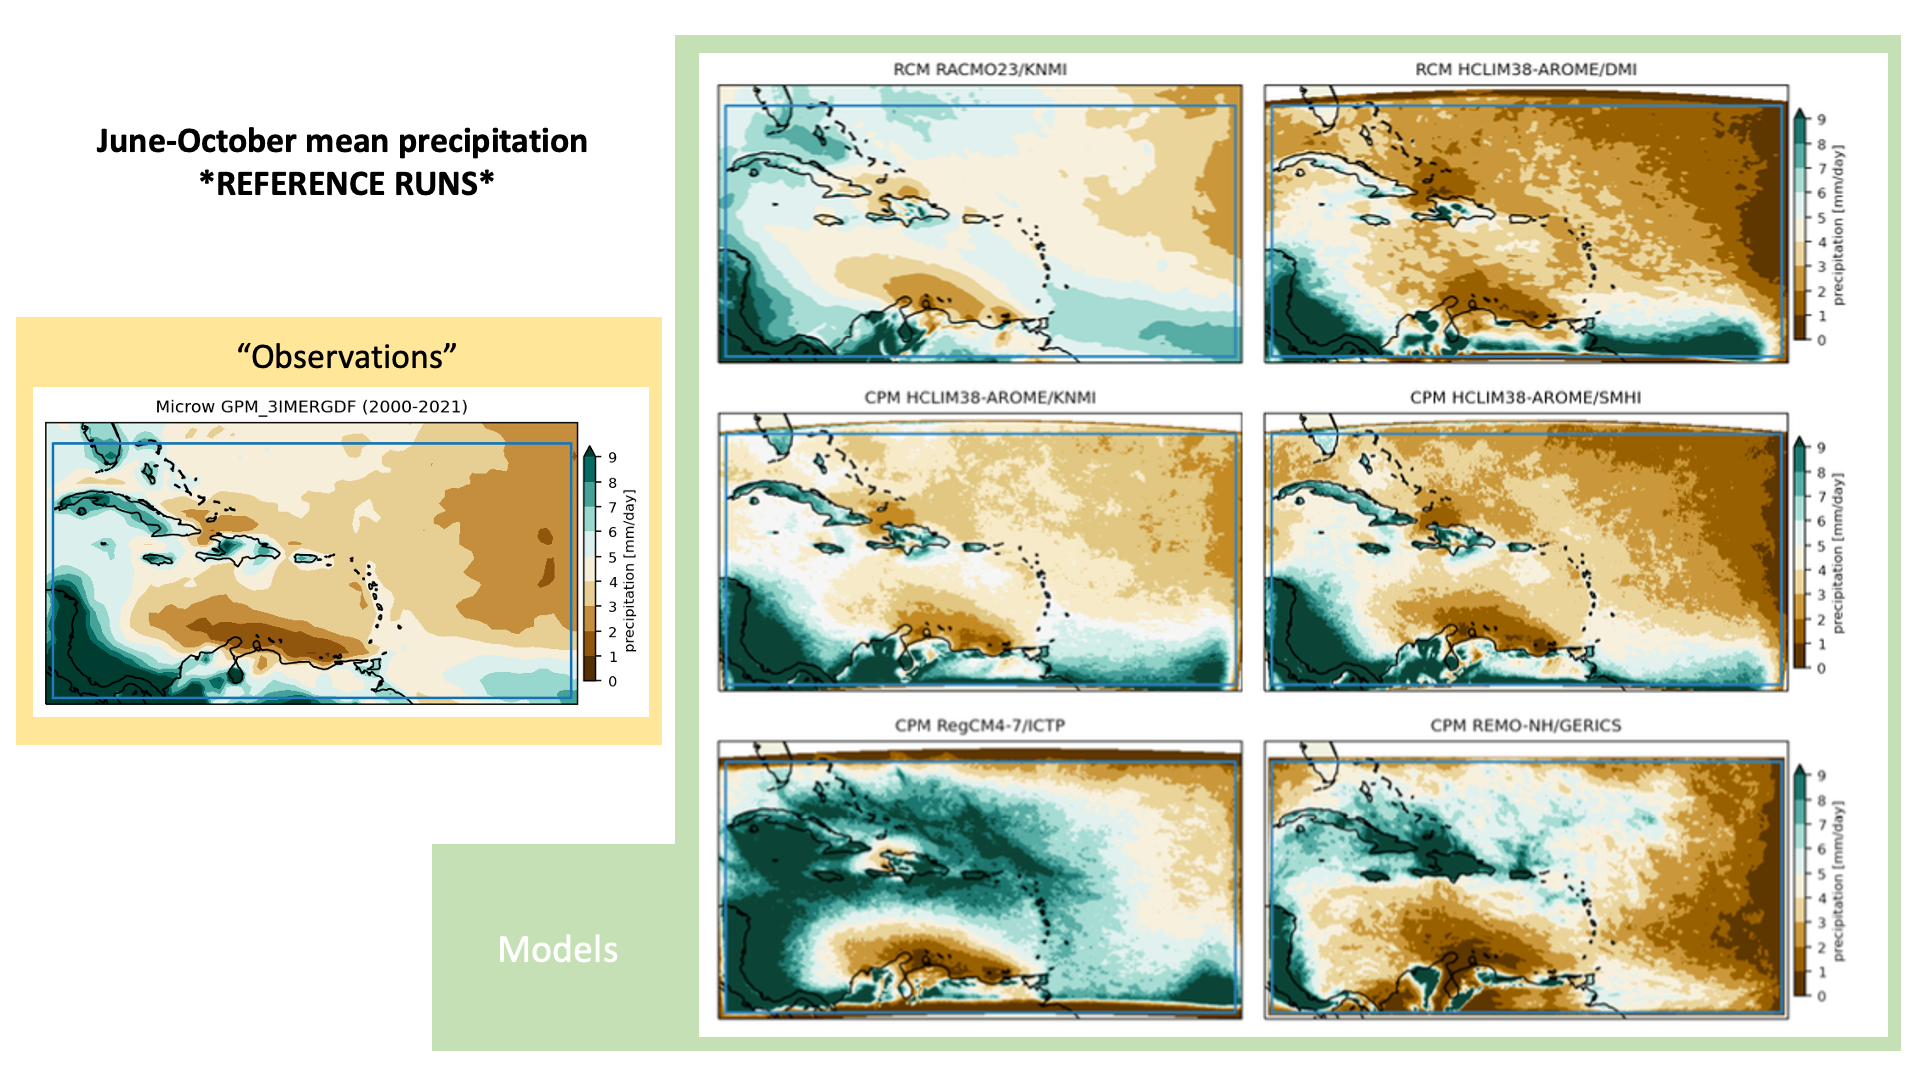 June-October mean precipitation
*REFERENCE RUNS*
“Observations”
Microw GPM_3IMERGDF (2000-2021)
9
8
7
6
5
4
3
2
1
0
precipitation [mm/day]
Models
RCM RACMO23/KNMI
RCM HCLIM38-AROME/DMI
9
8
7
6
5
4
3
2
1
0
precipitation [mm/day]
CPM HCLIM38-AROME/KNMI
CPM HCLIM38-AROME/SMHI
9
8
7
6
5
4
3
2
1
0
precipitation [mm/day]
CPM RegCM4-7/ICTP
CPM REMO-NH/GERICS
9
8
7
6
5
4
3
2
1
0
precipitation [mm/day]